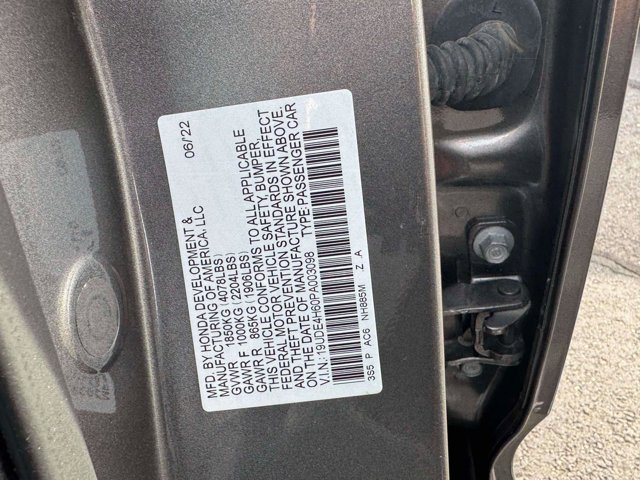 MFD. BY HONDA DEVELOPMENT & 06/22
MANUFACTURING OF AMERICA, LLC
GVWR 1850KG (4078LBS)
GAWR F 1000KG (2204LBS)
GAWR R 865KG (1906LBS)
THIS VEHICLE CONFORMS TO ALL APPLICABLE
FEDERAL MOTOR VEHICLE SAFETY, BUMPER,
AND THEFT PREVENTION STANDARDS IN EFFECT
ON THE DATE OF MANUFACTURE SHOWN ABOVE.
V.I.N.: 19UDE4H60PA003098 TYPE: PASSENGER CAR
3S5 P AC6 NH885M Z A